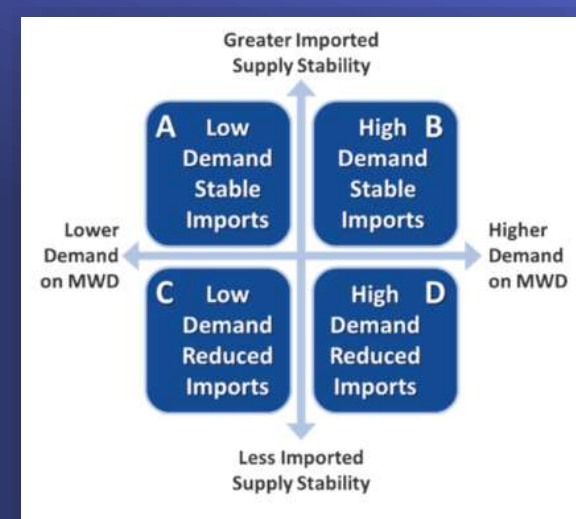 Greater Imported
Supply Stability
A
Low
Demand
Stable
Imports
B
High
Demand
Stable
Imports
Lower
Demand
on MWD
Higher
Demand
on MWD
C
Low
Demand
Reduced
Imports
D
High
Demand
Reduced
Imports
Less Imported
Supply Stability